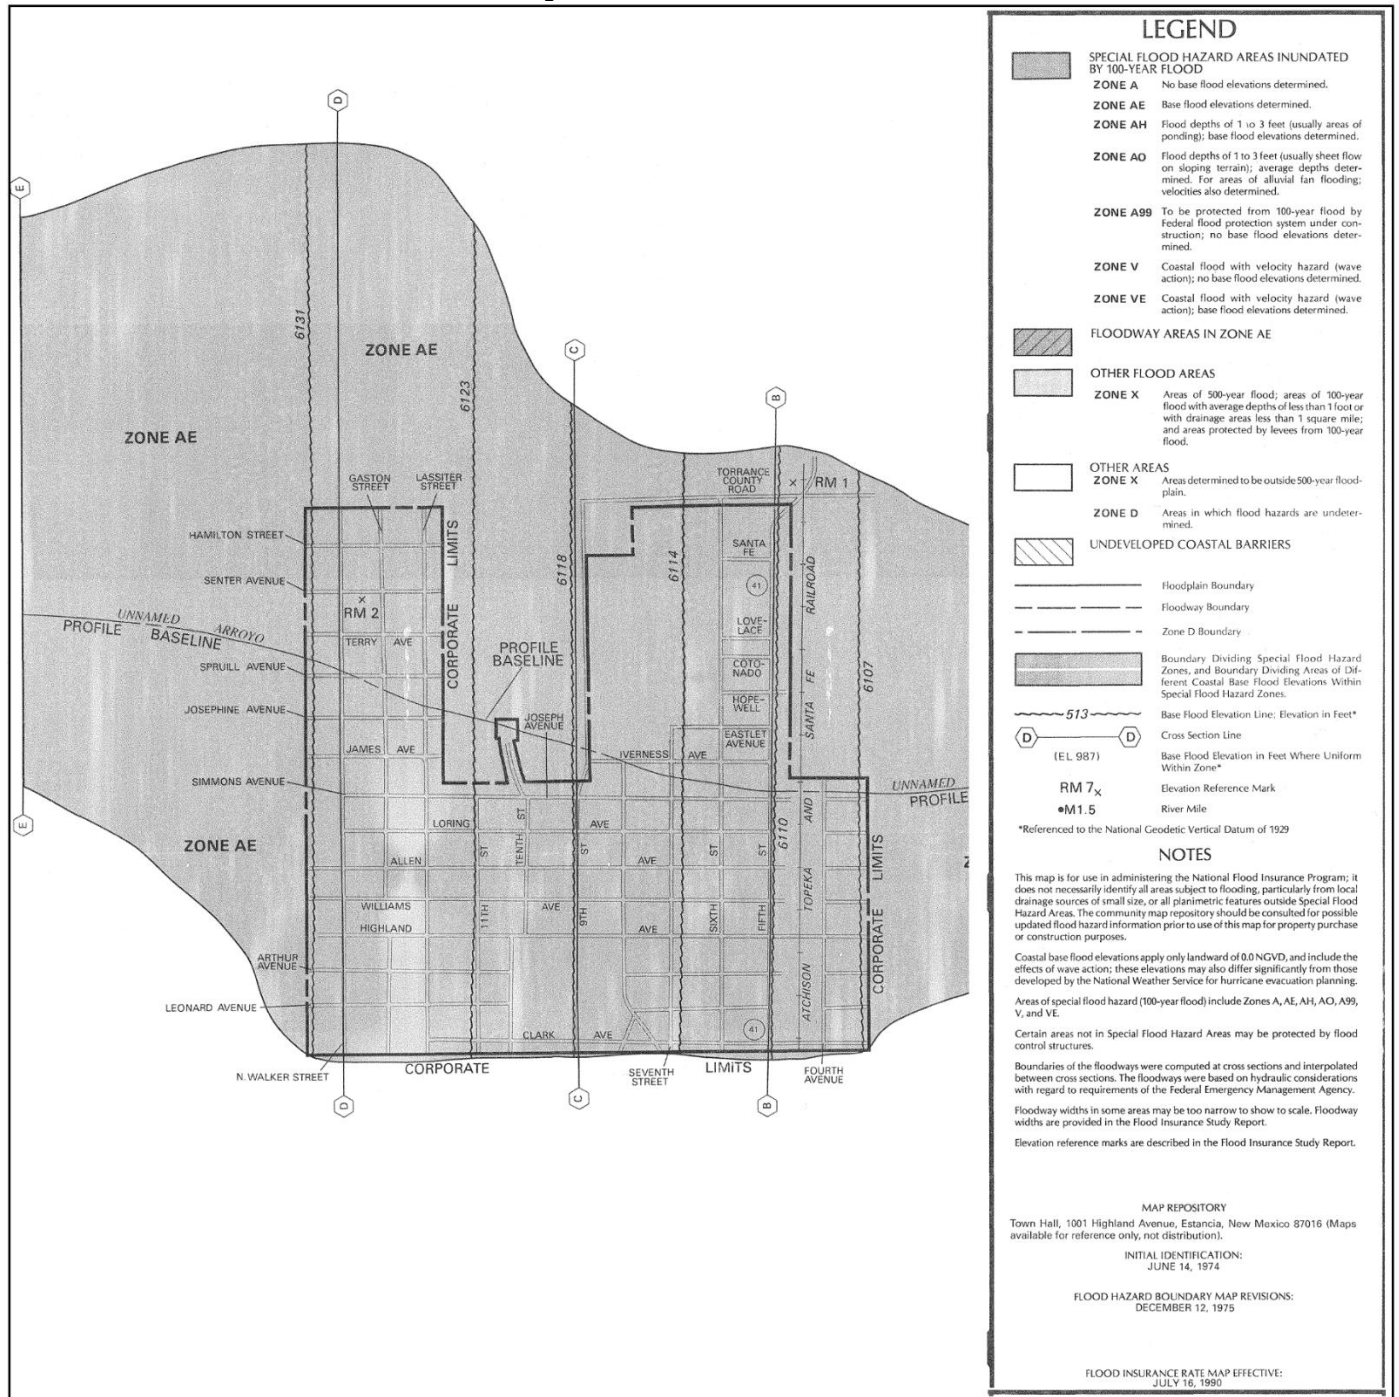 D
E
6131
ZONE AE
6123
C
B
ZONE AE
GASTON
STREET
LASSITER
STREET
TORRANCE
COUNTY
ROAD
RM 1
HAMILTON STREET
LIMITS
SANTA
FE
6118
6114
41
SENTER AVENUE
RM 2
RAILROAD
UNNAMED ARROYO
PROFILE BASELINE
TERRY AVE
CORPORATE
PROFILE
BASELINE
LOVE-
LACE
SPRUILL AVENUE
COTO-
NADO
6107
HOPE-
WELL
SANTA FE
JOSEPHINE AVENUE
JOSEPH
AVENUE
EASTLET
AVENUE
JAMES AVE
IVERNESS AVE
SIMMONS AVENUE
UNNAMED
PROFILE
E
LORING AVE
TENTH ST
AND
6110
ZONE AE
ALLEN AVE
11TH ST
9TH ST
SIXTH ST
FIFTH ST
TOPEKA
LIMITS
WILLIAMS AVE
HIGHLAND AVE
CORPORATE
ARTHUR
AVENUE
ATCHISON
LEONARD AVENUE
CLARK AVE
41
N. WALKER STREET
CORPORATE LIMITS
SEVENTH
STREET
FOURTH
AVENUE
D
C
B
LEGEND
SPECIAL FLOOD HAZARD AREAS INUNDATED
BY 100-YEAR FLOOD
ZONE A No base flood elevations determined.
ZONE AE Base flood elevations determined.
ZONE AH Flood depths of 1 to 3 feet (usually areas of
ponding); base flood elevations determined.
ZONE AO Flood depths of 1 to 3 feet (usually sheet flow
on sloping terrain); average depths deter-
mined. For areas of alluvial fan flooding;
velocities also determined.
ZONE A99 To be protected from 100-year flood by
Federal flood protection system under con-
struction; no base flood elevations deter-
mined.
ZONE V Coastal flood with velocity hazard (wave
action); no base flood elevations determined.
ZONE VE Coastal flood with velocity hazard (wave
action); base flood elevations determined.
FLOODWAY AREAS IN ZONE AE
OTHER FLOOD AREAS
ZONE X Areas of 500-year flood; areas of 100-year
flood with average depths of less than 1 foot or
with drainage areas less than 1 square mile;
and areas protected by levees from 100-year
flood.
OTHER AREAS
ZONE X Areas determined to be outside 500-year flood-
plain.
ZONE D Areas in which flood hazards are undeter-
mined.
UNDEVELOPED COASTAL BARRIERS
Floodplain Boundary
Floodway Boundary
Zone D Boundary
Boundary Dividing Special Flood Hazard
Zones, and Boundary Dividing Areas of Dif-
ferent Coastal Base Flood Elevations Within
Special Flood Hazard Zones.
513 Base Flood Elevation Line; Elevation in Feet*
D D Cross Section Line
(EL 987) Base Flood Elevation in Feet Where Uniform
Within Zone*
RM 7x Elevation Reference Mark
•M1.5 River Mile
*Referenced to the National Geodetic Vertical Datum of 1929
NOTES
This map is for use in administering the National Flood Insurance Program; it
does not necessarily identify all areas subject to flooding, particularly from local
drainage sources of small size, or all planimetric features outside Special Flood
Hazard Areas. The community map repository should be consulted for possible
updated flood hazard information prior to use of this map for property purchase
or construction purposes.
Coastal base flood elevations apply only landward of 0.0 NGVD, and include the
effects of wave action; these elevations may also differ significantly from those
developed by the National Weather Service for hurricane evacuation planning.
Areas of special flood hazard (100-year flood) include Zones A, AE, AH, AO, A99,
V, and VE.
Certain areas not in Special Flood Hazard Areas may be protected by flood
control structures.
Boundaries of the floodways were computed at cross sections and interpolated
between cross sections. The floodways were based on hydraulic considerations
with regard to requirements of the Federal Emergency Management Agency.
Floodway widths in some areas may be too narrow to show to scale. Floodway
widths are provided in the Flood Insurance Study Report.
Elevation reference marks are described in the Flood Insurance Study Report.
MAP REPOSITORY
Town Hall, 1001 Highland Avenue, Estancia, New Mexico 87016 (Maps
available for reference only, not distribution).
INITIAL IDENTIFICATION:
JUNE 14, 1974
FLOOD HAZARD BOUNDARY MAP REVISIONS:
DECEMBER 12, 1975
FLOOD INSURANCE RATE MAP EFFECTIVE:
JULY 16, 1990